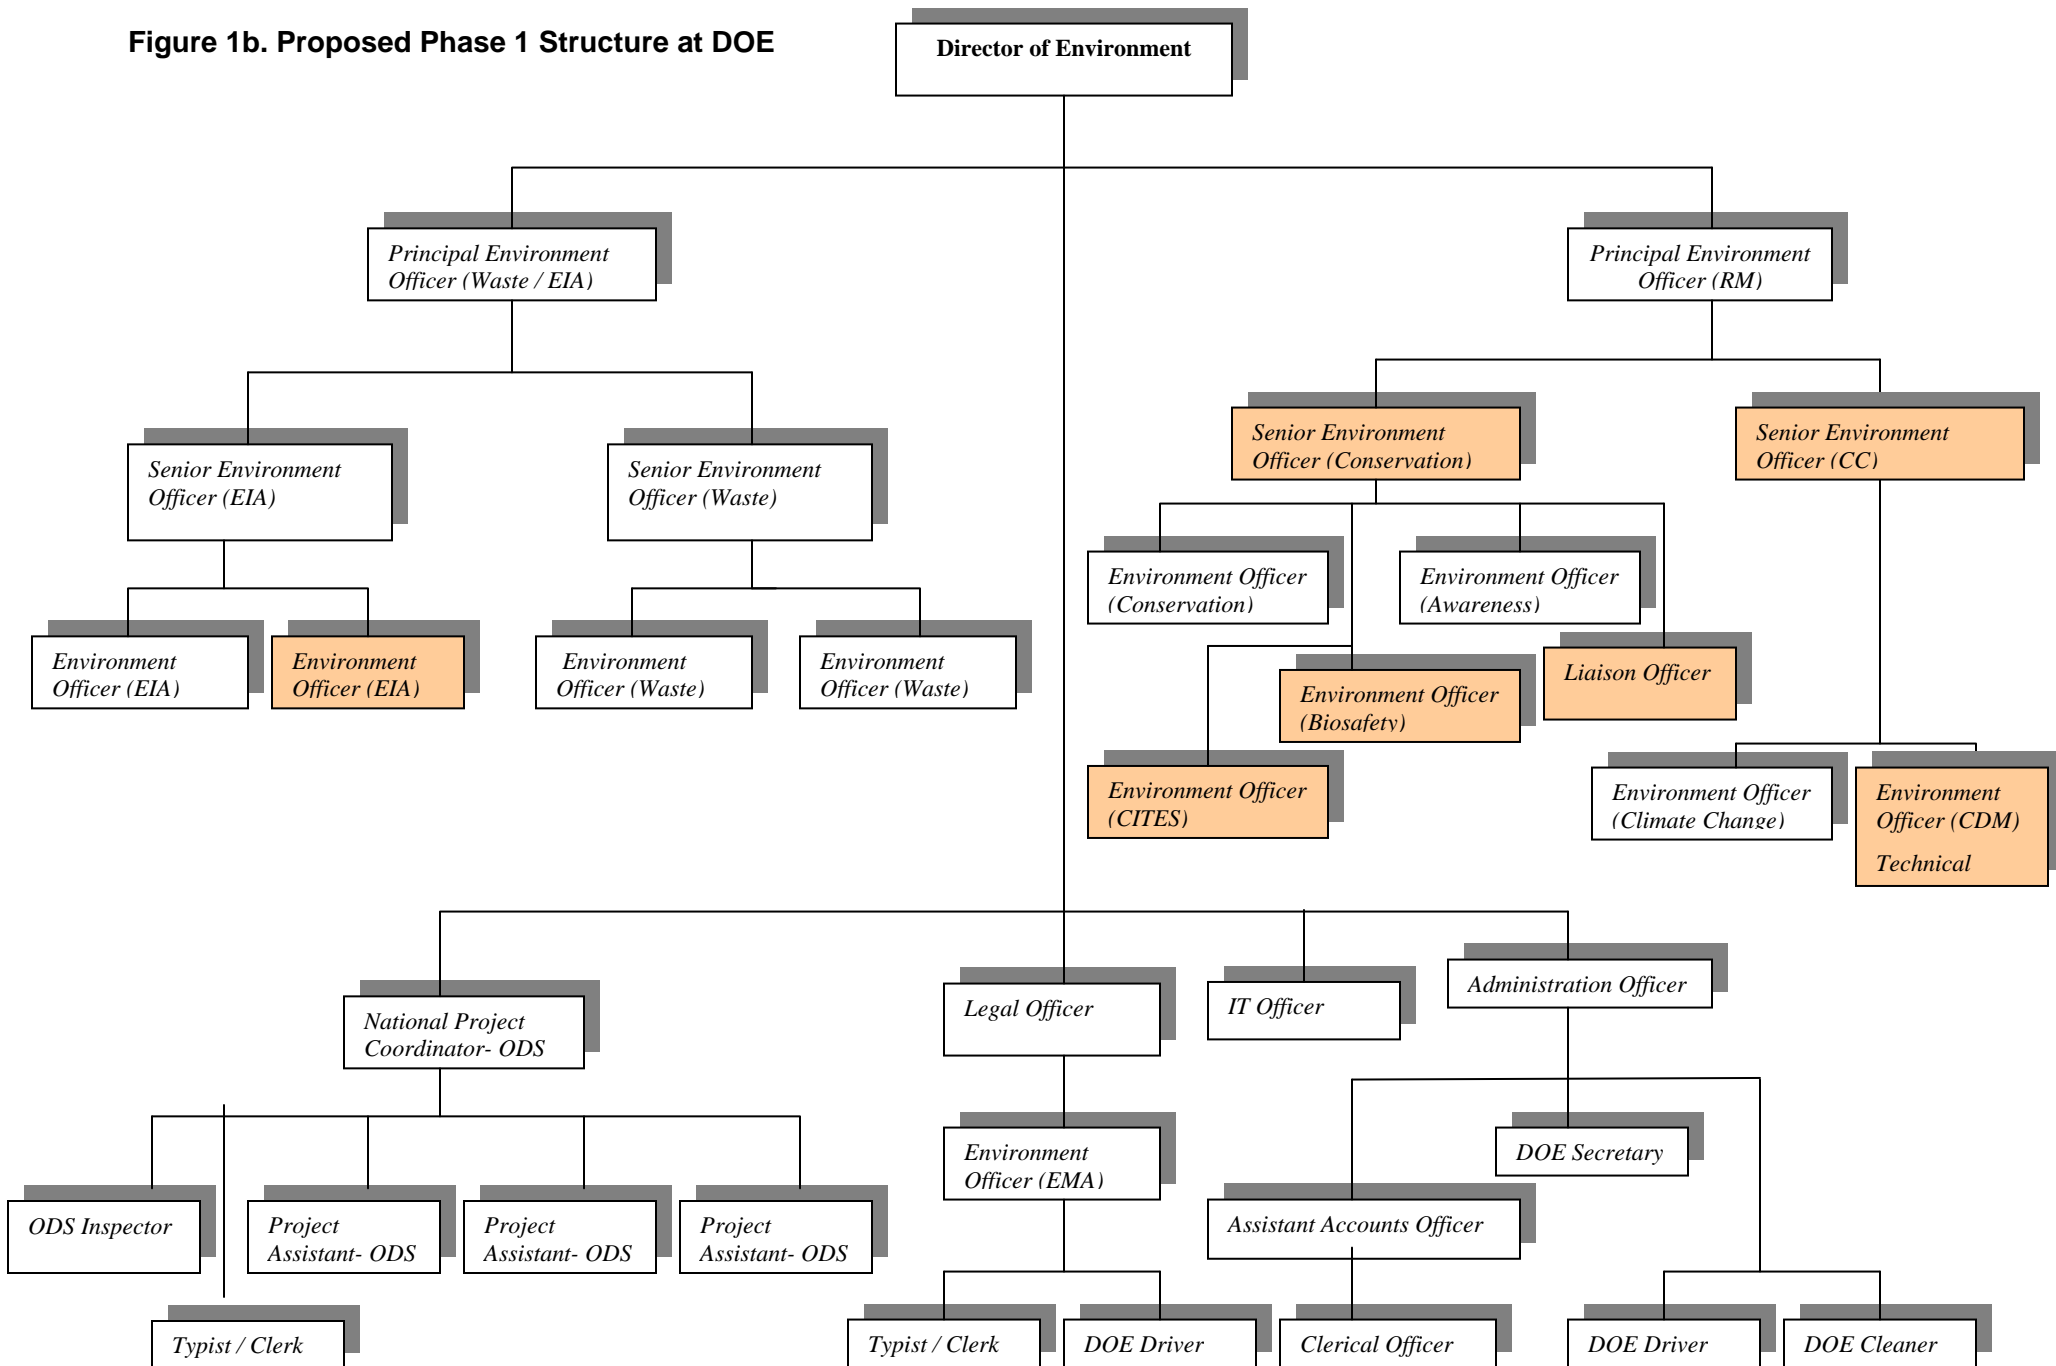 Figure 1b. Proposed Phase 1 Structure at DOE
Director of Environment
Principal Environment
Officer (Waste / EIA)
Principal Environment
Officer (RM)
Senior Environment
Officer (EIA)
Senior Environment
Officer (Waste)
Senior Environment
Officer (Conservation)
Senior Environment
Officer (CC)
Environment
Officer (EIA)
Environment
Officer (EIA)
Environment
Officer (Waste)
Environment
Officer (Waste)
Environment Officer
(Conservation)
Environment Officer
(Awareness)
Environment Officer
(Biosafety)
Liaison Officer
Environment Officer
(CITES)
Environment Officer
(Climate Change)
Environment
Officer (CDM)
Technical
National Project
Coordinator- ODS
Legal Officer
IT Officer
Administration Officer
ODS Inspector
Project
Assistant- ODS
Project
Assistant- ODS
Project
Assistant- ODS
Environment
Officer (EMA)
DOE Secretary
Assistant Accounts Officer
Typist / Clerk
Typist / Clerk
DOE Driver
Clerical Officer
DOE Driver
DOE Cleaner